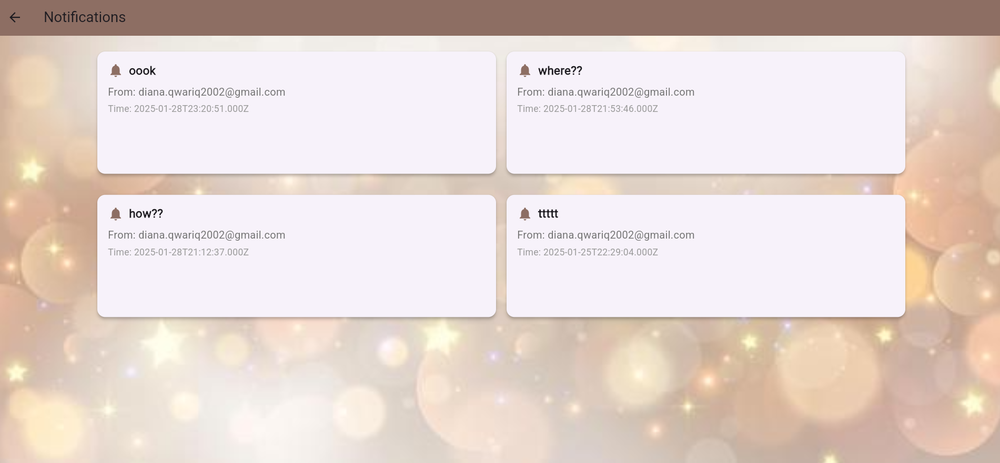 Notifications
oook
From: diana.qwariq2002@gmail.com
Time: 2025-01-28T23:20:51.000Z
where??
From: diana.qwariq2002@gmail.com
Time: 2025-01-28T21:53:46.000Z
how??
From: diana.qwariq2002@gmail.com
Time: 2025-01-28T21:12:37.000Z
ttttt
From: diana.qwariq2002@gmail.com
Time: 2025-01-25T22:29:04.000Z